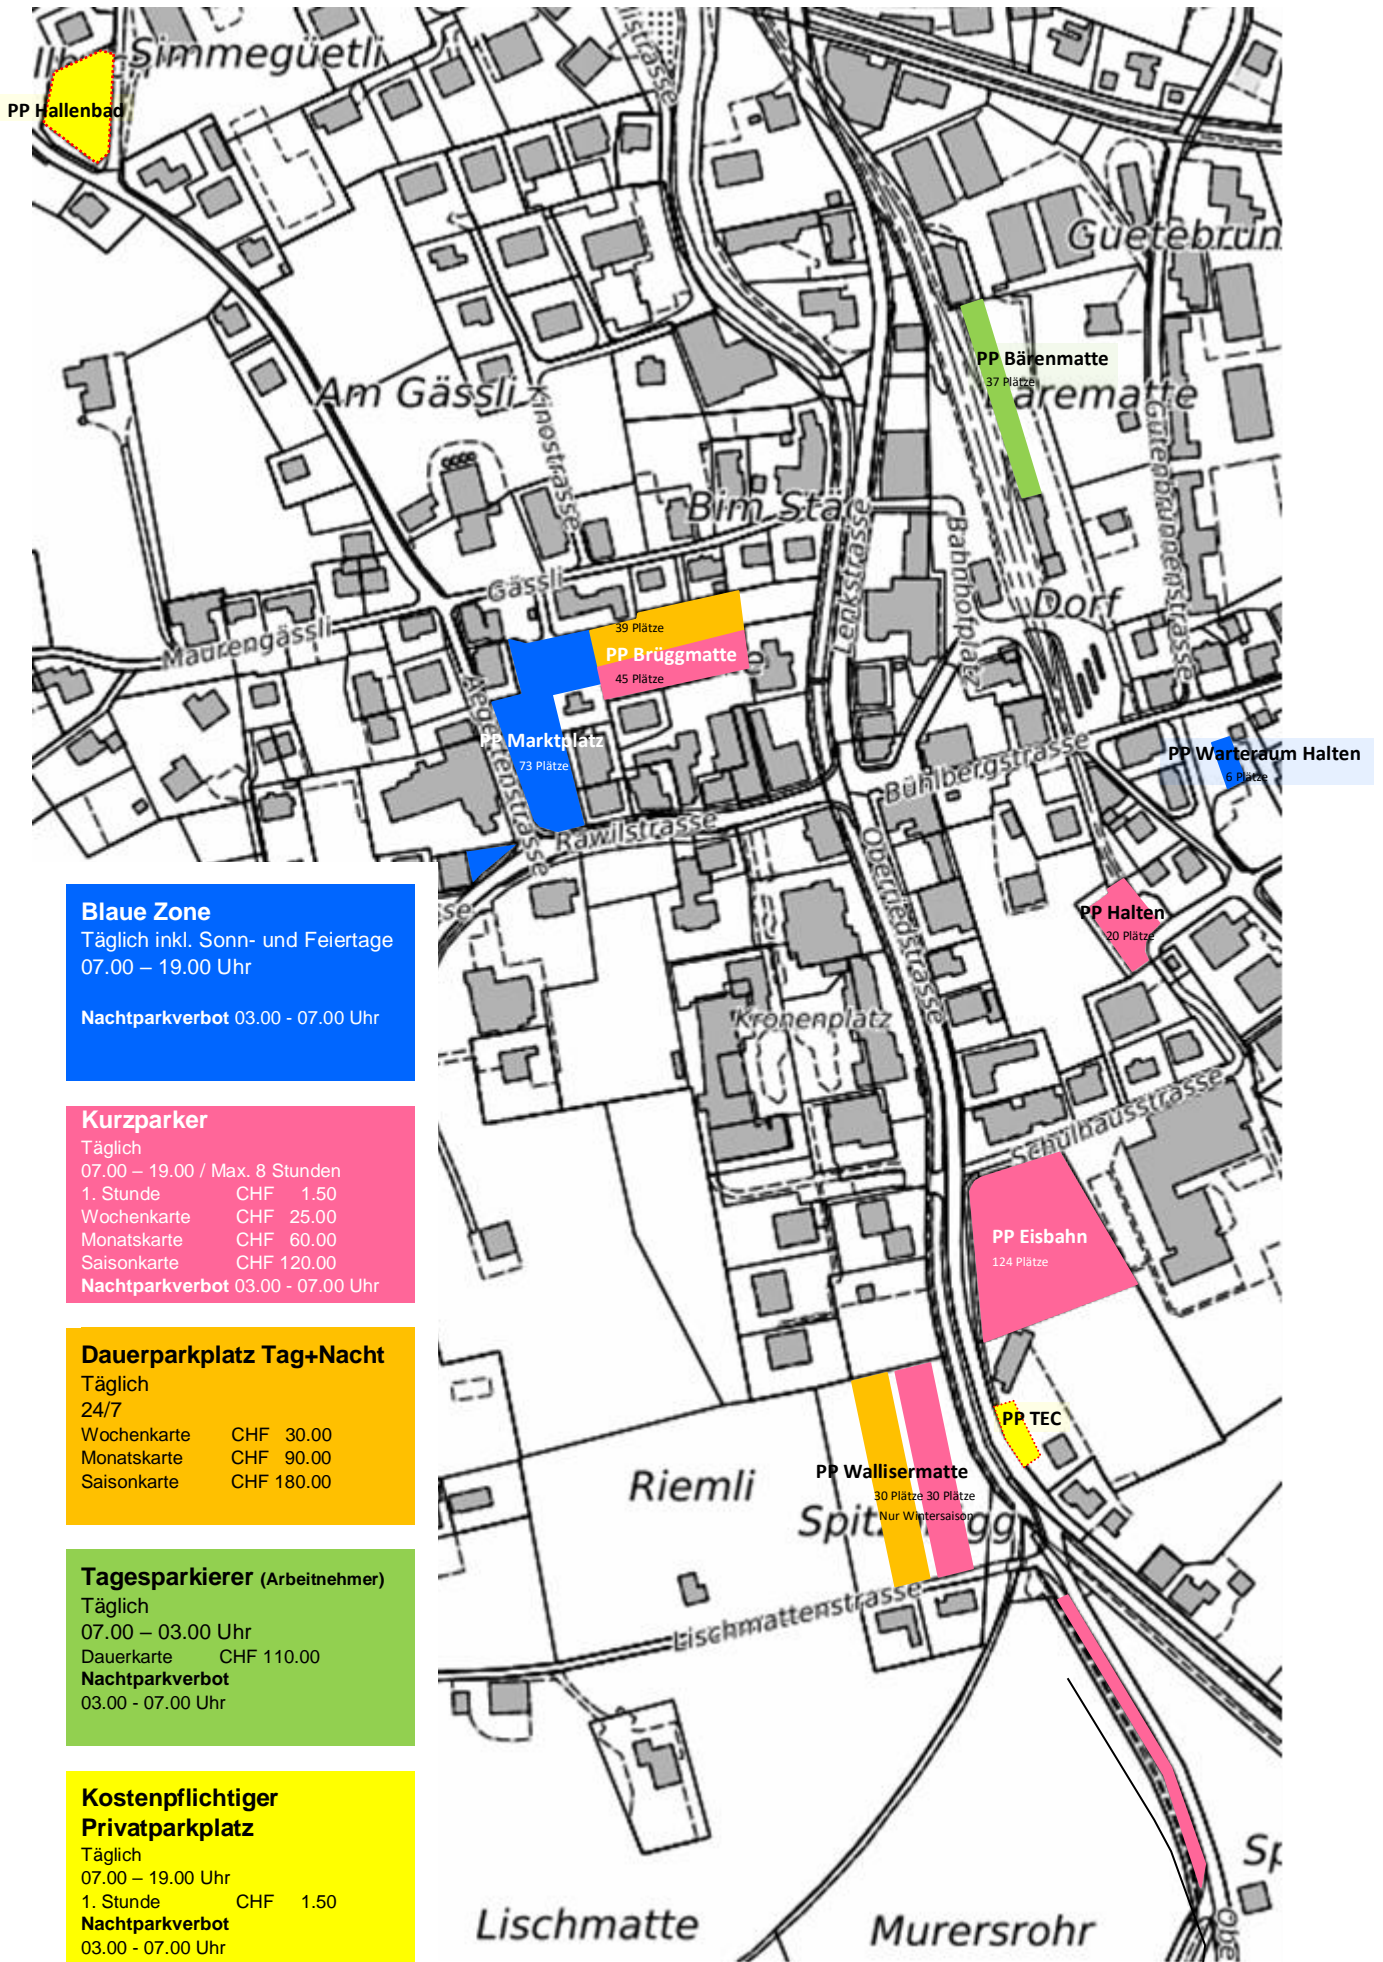 Simmegüetli
PP Hallenbad
Guetebrun
PP Bärenmatte
37 Plätze
Barematte
Am Gässli
Kinostrasse
Gutenbrunnenstrasse
Bim Stäg
Lenkstrasse
Bahnhofplatz
Gässli
Dorf
Maurengässli
39 Plätze
PP Brüggmatte
45 Plätze
Aegertenstrasse
PP Marktplatz
73 Plätze
PP Warteraum Halten
6 Plätze
Bühlbergstrasse
Rawilstrasse
Oberriedstrasse
sse
PP Halten
20 Plätze
Kronenplatz
Schulhausstrasse
PP Eisbahn
124 Plätze
PP TEC
PP Wallisermatte
30 Plätze 30 Plätze
Nur Wintersaison
Riemli
Lischmattenstrasse
Lischmatte
Murersrohr
Sp
Obe
Blaue Zone
Täglich inkl. Sonn- und Feiertage
07.00 – 19.00 Uhr
Nachtparkverbot 03.00 - 07.00 Uhr
Kurzparker
Täglich
07.00 – 19.00 / Max. 8 Stunden
1. Stunde CHF 1.50
Wochenkarte CHF 25.00
Monatskarte CHF 60.00
Saisonkarte CHF 120.00
Nachtparkverbot 03.00 - 07.00 Uhr
Dauerparkplatz Tag+Nacht
Täglich
24/7
Wochenkarte CHF 30.00
Monatskarte CHF 90.00
Saisonkarte CHF 180.00
Tagesparkierer (Arbeitnehmer)
Täglich
07.00 – 03.00 Uhr
Dauerkarte CHF 110.00
Nachtparkverbot
03.00 - 07.00 Uhr
Kostenpflichtiger
Privatparkplatz
Täglich
07.00 – 19.00 Uhr
1. Stunde CHF 1.50
Nachtparkverbot
03.00 - 07.00 Uhr